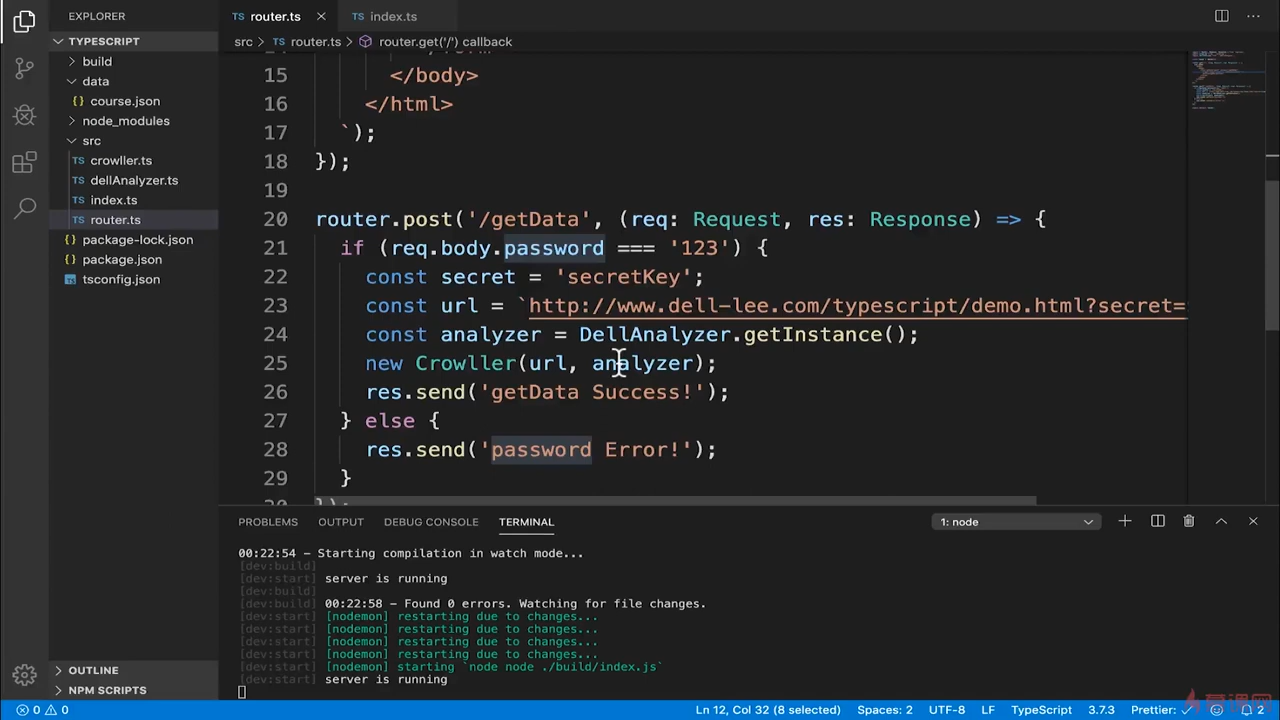 EXPLORER
TS router.ts
TS index.ts
src > TS router.ts > router.get('/') callback
TYPESCRIPT
build
data
course.json
node_modules
src
TS crowller.ts
TS dellAnalyzer.ts
TS index.ts
TS router.ts
package-lock.json
package.json
tsconfig.json
OUTLINE
NPM SCRIPTS
15 </body>
16 </html>
17 `);
18 });
19
20 router.post('/getData', (req: Request, res: Response) => {
21 if (req.body.password === '123') {
22 const secret = 'secretKey';
23 const url = `http://www.dell-lee.com/typescript/demo.html?secret=
24 const analyzer = DellAnalyzer.getInstance();
25 new Crowller(url, analyzer);
26 res.send('getData Success!');
27 } else {
28 res.send('password Error!');
29 }
PROBLEMS OUTPUT DEBUG CONSOLE TERMINAL 1: node
00:22:54 - Starting compilation in watch mode...
[dev:build]
[dev:start] server is running
[dev:build]
[dev:build] 00:22:58 - Found 0 errors. Watching for file changes.
[dev:start] [nodemon] restarting due to changes...
[dev:start] [nodemon] restarting due to changes...
[dev:start] [nodemon] restarting due to changes...
[dev:start] [nodemon] restarting due to changes...
[dev:start] [nodemon] starting `node node ./build/index.js`
[dev:start] server is running
0 0 Ln 12, Col 32 (8 selected) Spaces: 2 UTF-8 LF TypeScript 3.7.3 Prettier: 2